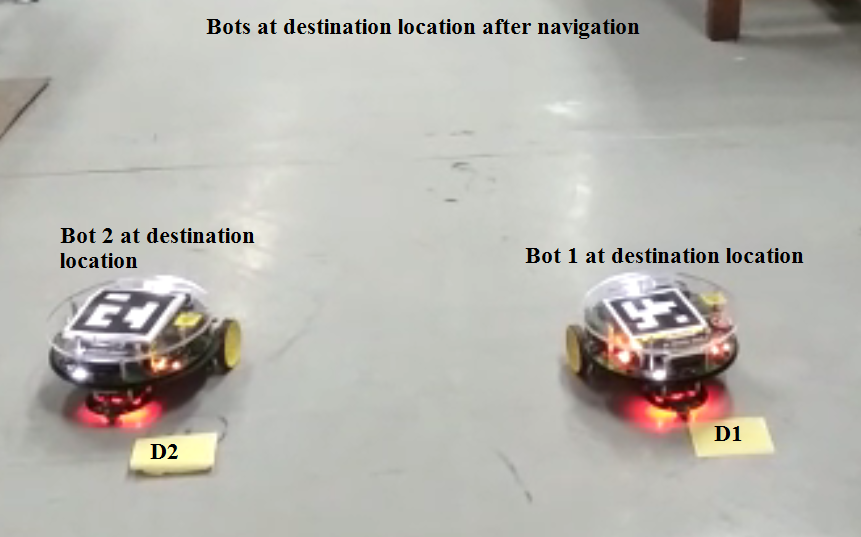 Bots at destination location after navigation
Bot 2 at destination
location
Bot 1 at destination location
D2
D1